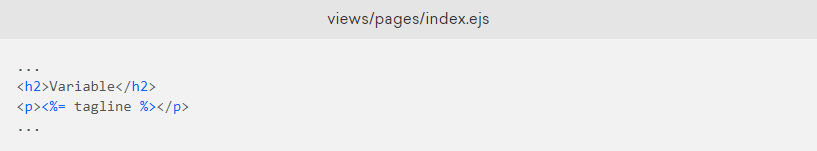 views/pages/index.ejs
...
<h2>Variable</h2>
<p><%= tagline %></p>
...